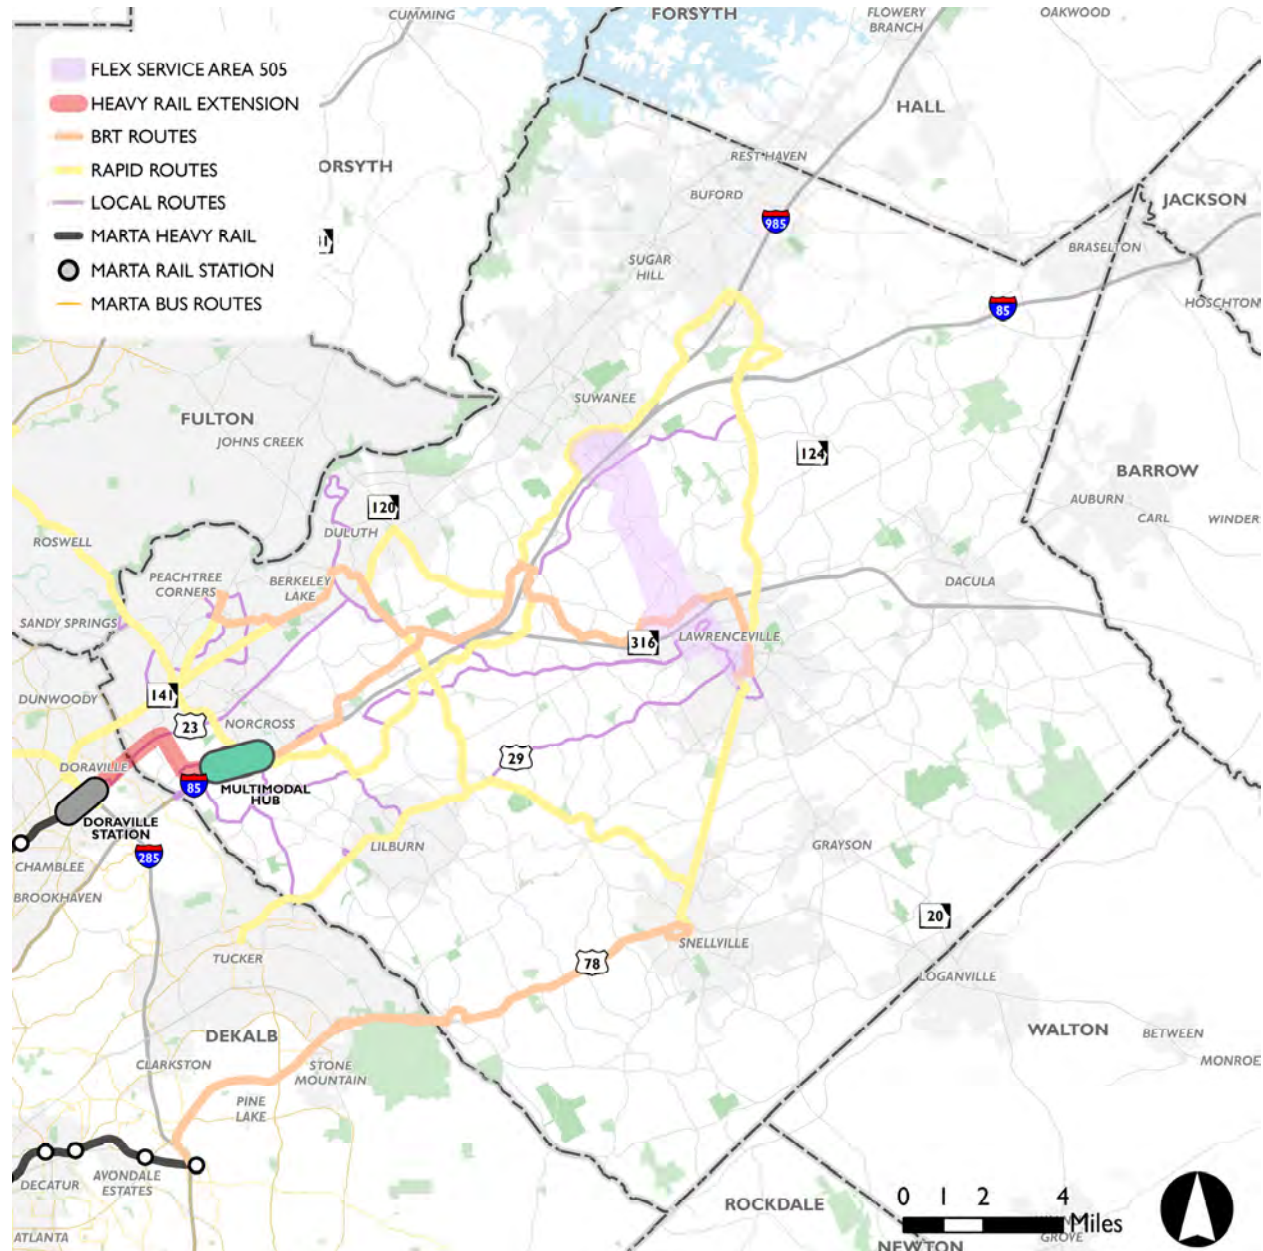 CUMMING
FORSYTH
FLOWERY
BRANCH
OAKWOOD
FLEX SERVICE AREA 505
HEAVY RAIL EXTENSION
BRT ROUTES
RAPID ROUTES
LOCAL ROUTES
MARTA HEAVY RAIL
MARTA RAIL STATION
MARTA BUS ROUTES
HALL
REST HAVEN
ORSYTH
BUFORD
JACKSON
985
SUGAR
HILL
BRASELTON
HOSCHTON
85
SUWANEE
FULTON
JOHNS CREEK
124
BARROW
AUBURN
CARL
WINDER
120
DULUTH
ROSWELL
PEACHTREE
CORNERS
BERKELEY
LAKE
DACULA
SANDY SPRINGS
316
LAWRENCEVILLE
DUNWOODY
141
23
NORCROSS
29
DORAVILLE
85
MULTIMODAL
HUB
DORAVILLE
STATION
285
LILBURN
GRAYSON
CHAMBLEE
BROOKHAVEN
20
SNELLVILLE
TUCKER
78
LOGANVILLE
DEKALB
WALTON
BETWEEN
MONROE
CLARKSTON
STONE
MOUNTAIN
PINE
LAKE
DECATUR
AVONDALE
ESTATES
ROCKDALE
0 1 2 4
Miles
GROVE
ATLANTA
NEWTON